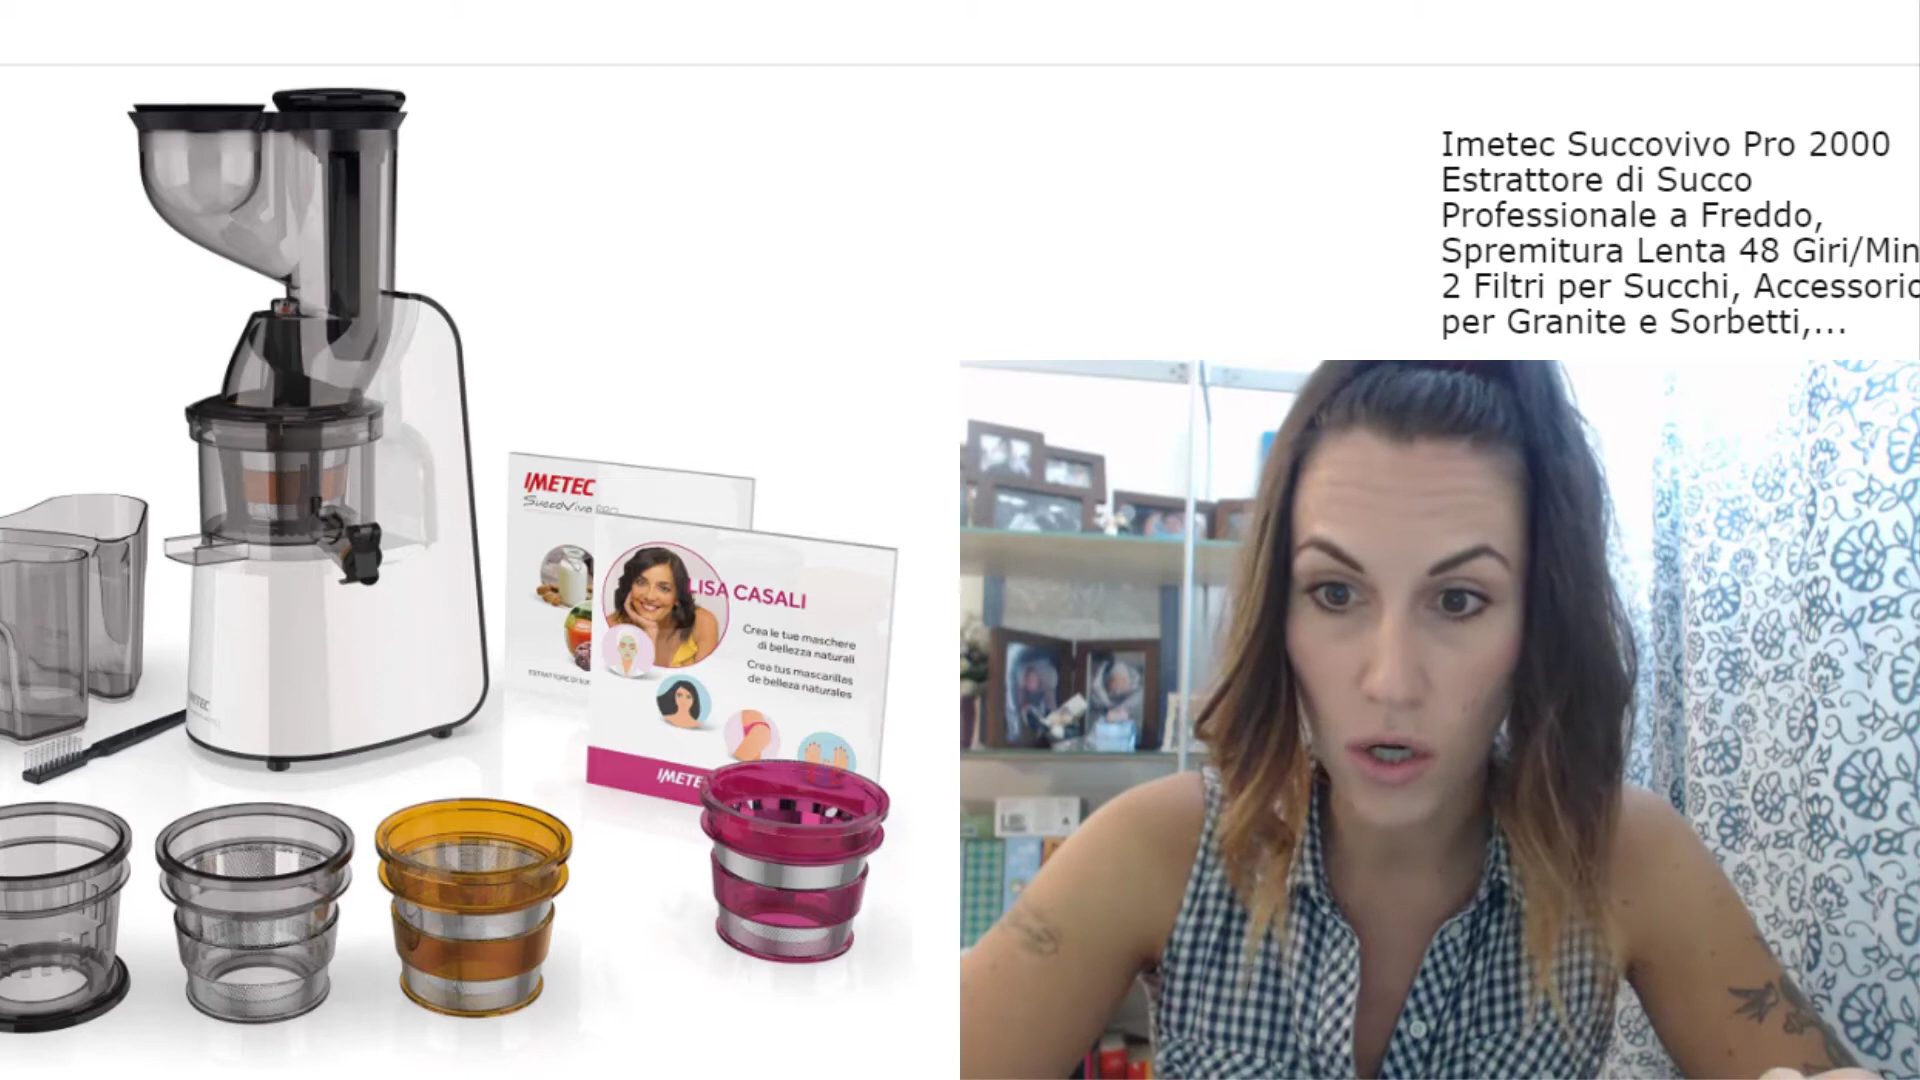 Imetec Succovivo Pro 2000
Estrattore di Succo
Professionale a Freddo,
Spremitura Lenta 48 Giri/Min
2 Filtri per Succhi, Accessorio
per Granite e Sorbetti,...
IMETEC
SuccoVivo PRO
LISA CASALI
Crea le tue maschere
di bellezza naturali
Crea tus mascarillas
de belleza naturales